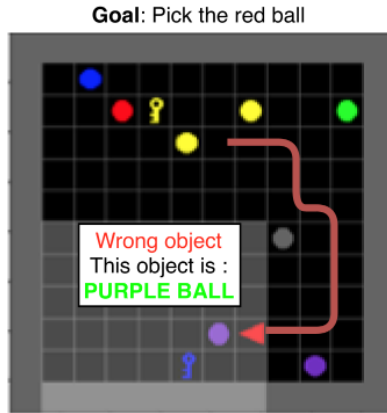 Goal: Pick the red ball
Wrong object
This object is :
PURPLE BALL